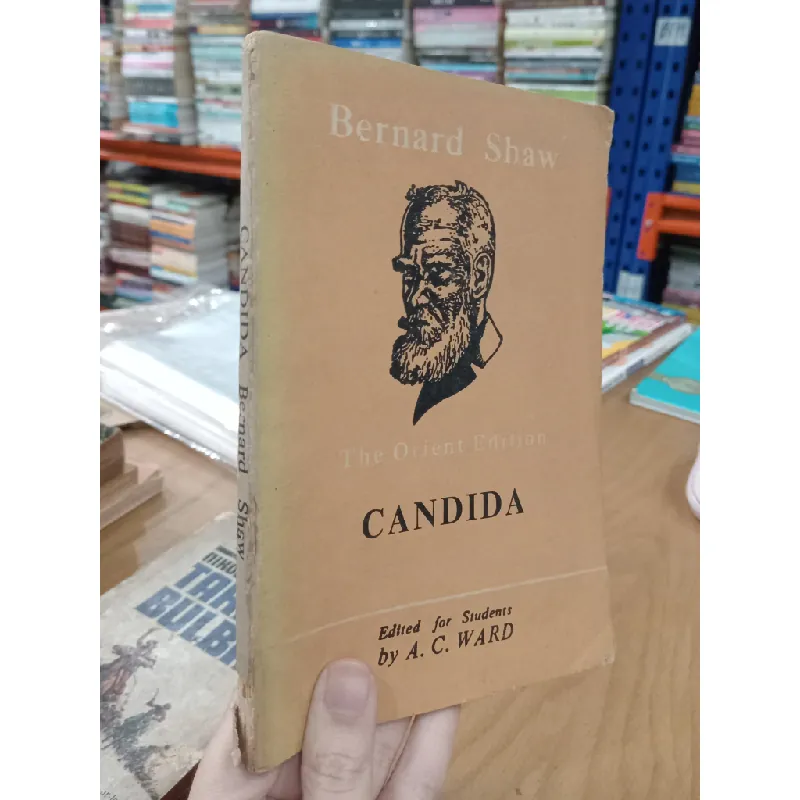 Bernard Shaw
The Orient Edition
CANDIDA
Edited for Students
by A. C. WARD
CANDIDA Bernard Shaw
TARAS
BULBA